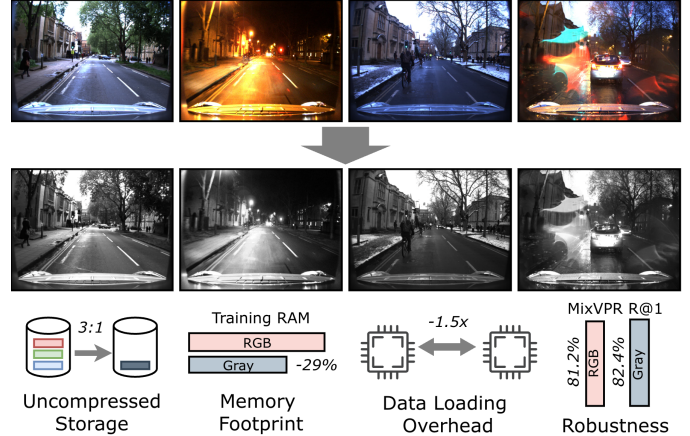 3:1
Uncompressed
Storage
Training RAM
RGB
Gray
-29%
Memory
Footprint
-1.5x
Data Loading
Overhead
MixVPR R@1
81.2%
RGB
82.4%
Gray
Robustness